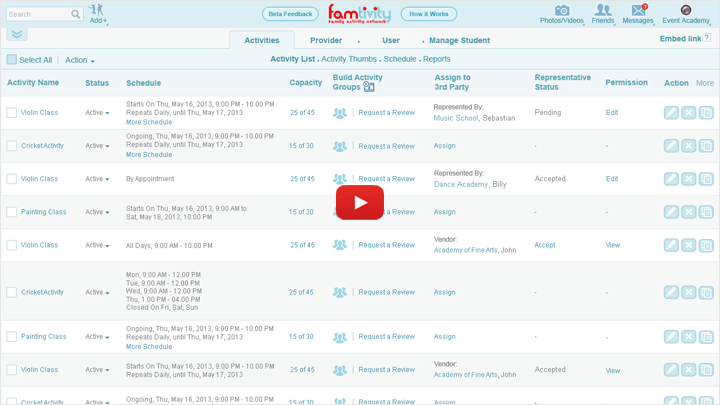 Search
Add +
Beta Feedback
famtivity
family activity network
How it Works
Photos/Videos
Friends
Messages
Event Academy
Activities
Provider
User
Manage Student
Embed link ?
Select All | Action
Activity List . Activity Thumbs . Schedule . Reports
Activity Name Status Schedule Capacity Build Activity Groups Assign to 3rd Party Representative Status Permission Action More
Violin Class Active Starts On Thu, May 16, 2013, 9:00 PM - 10.00 PM
Repeats Daily, until Thu, May 17, 2013
More Schedule
25 of 45 Request a Review Represented By:
Music School, Sebastian Pending Edit
CricketActivity Active Ongoing, Thu, May 16, 2013, 9:00 PM - 10.00 PM
Repeats Daily, until Thu, May 17, 2013
More Schedule
15 of 30 Request a Review Assign - -
Violin Class Active By Appointment 25 of 45 Request a Review Represented By:
Dance Academy, Billy Accepted Edit
Painting Class Active Starts On Thu, May 16, 2013, 9:00 AM to
Sat, May 18, 2013, 10:00 PM
15 of 30 Request a Review Assign - -
Violin Class Active All Days, 9:00 AM - 10.00 PM 25 of 45 Request a Review Vendor:
Academy of Fine Arts, John Accept View
CricketActivity Active Mon, 9:00 AM - 12.00 PM
Tue, 9:00 AM - 12.00 PM
Wed, 9:00 AM - 12:00 PM
Thu, 1.00 PM - 04.00 PM
Closed On Fri, Sat, Sun
25 of 45 Request a Review Assign - -
Painting Class Active Ongoing, Thu, May 16, 2013, 9:00 PM - 10.00 PM
Repeats Daily, until Thu, May 17, 2013
More Schedule
15 of 30 Request a Review Assign - -
Violin Class Active Starts On Thu, May 16, 2013, 9:00 PM - 10.00 PM
Repeats Daily, until Thu, May 17, 2013
25 of 45 Request a Review Vendor:
Academy of Fine Arts, John Accepted View
CricketActivity Active Ongoing, Thu, May 16, 2013, 9:00 PM - 10.00 PM
15 of 30 Request a Review Assign - -